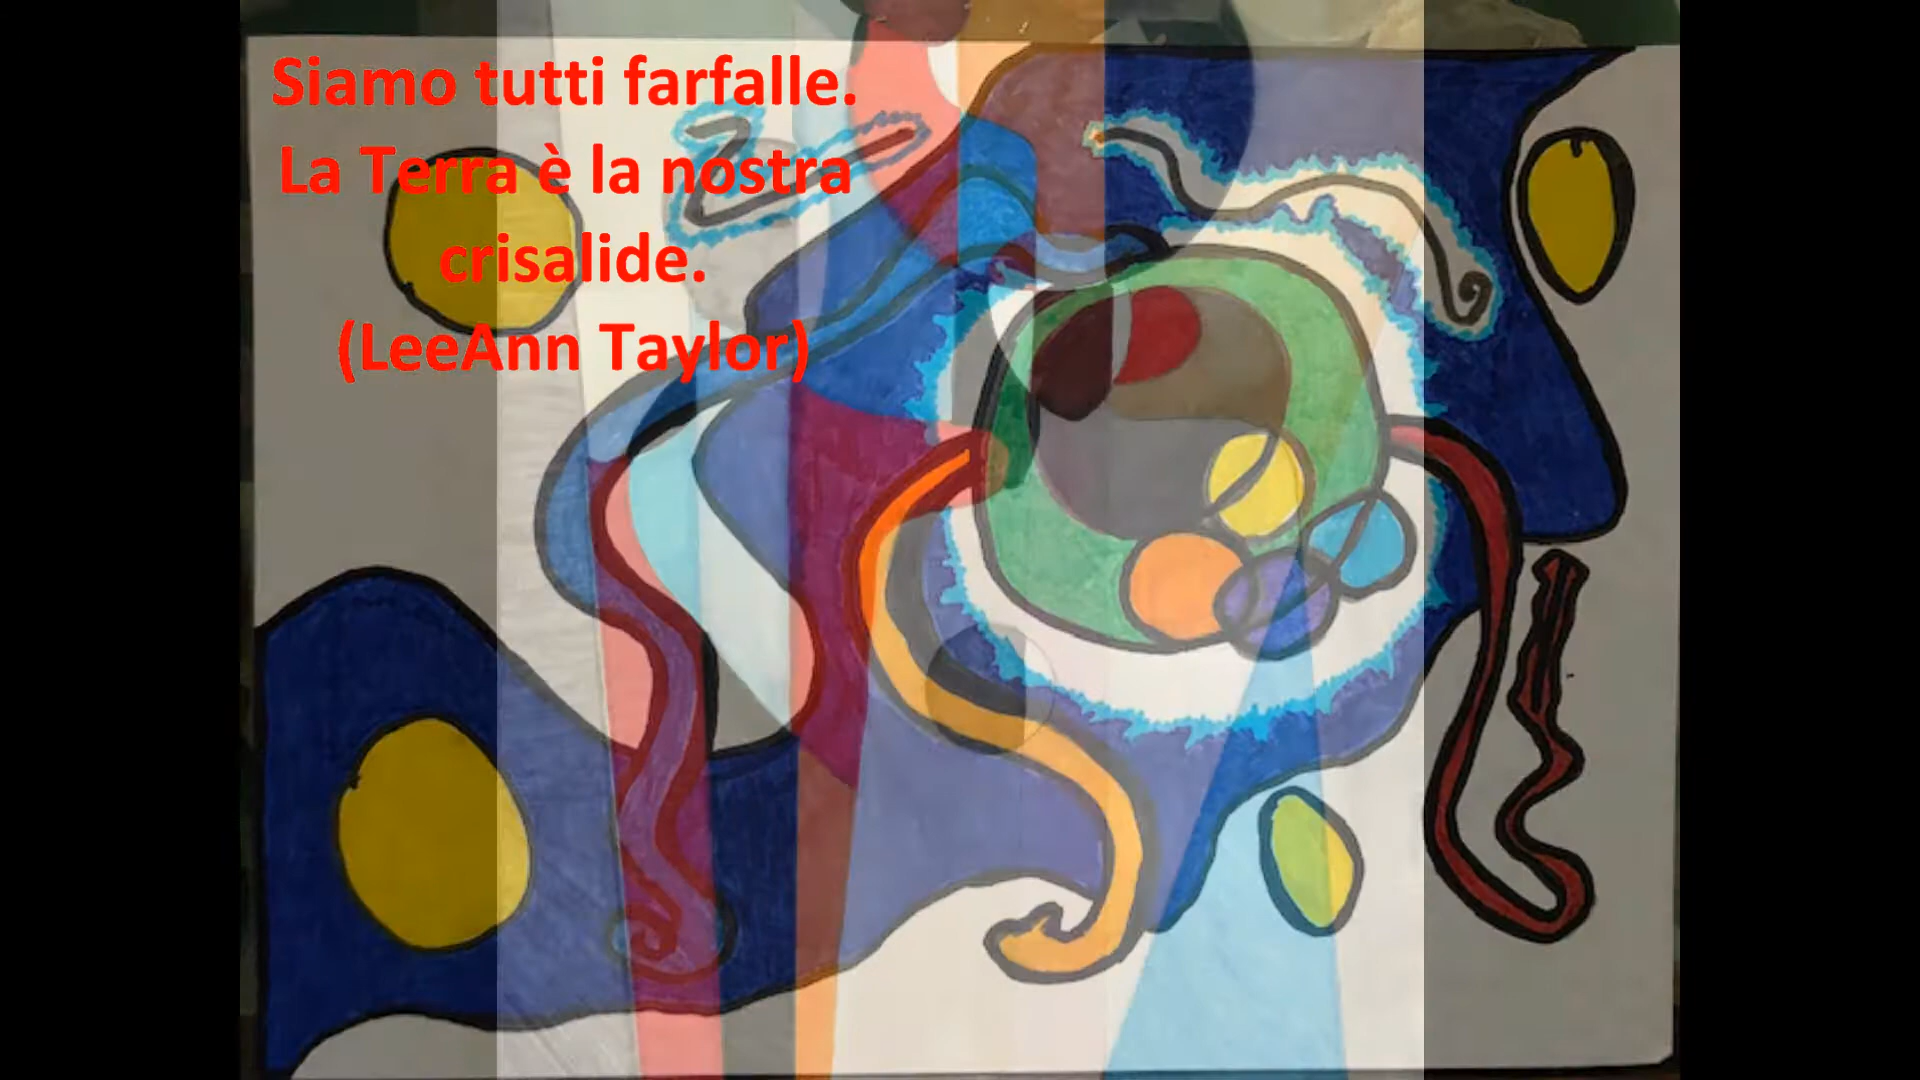 Siamo tutti farfalle.
La Terra è la nostra
crisalide.
(LeeAnn Taylor)